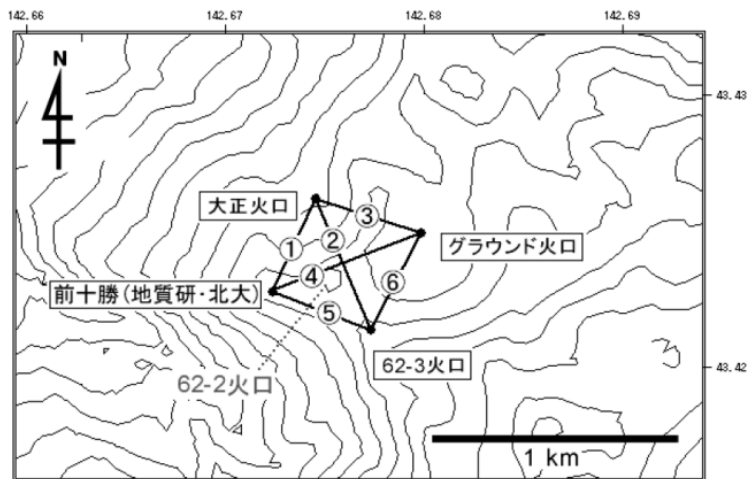 142.66 142.67 142.68 142.69
N
43.43
大正火口
③
① ②
グラウンド火口
④
⑥
前十勝(地質研・北大)
⑤
62-3火口
43.42
62-2火口
1 km